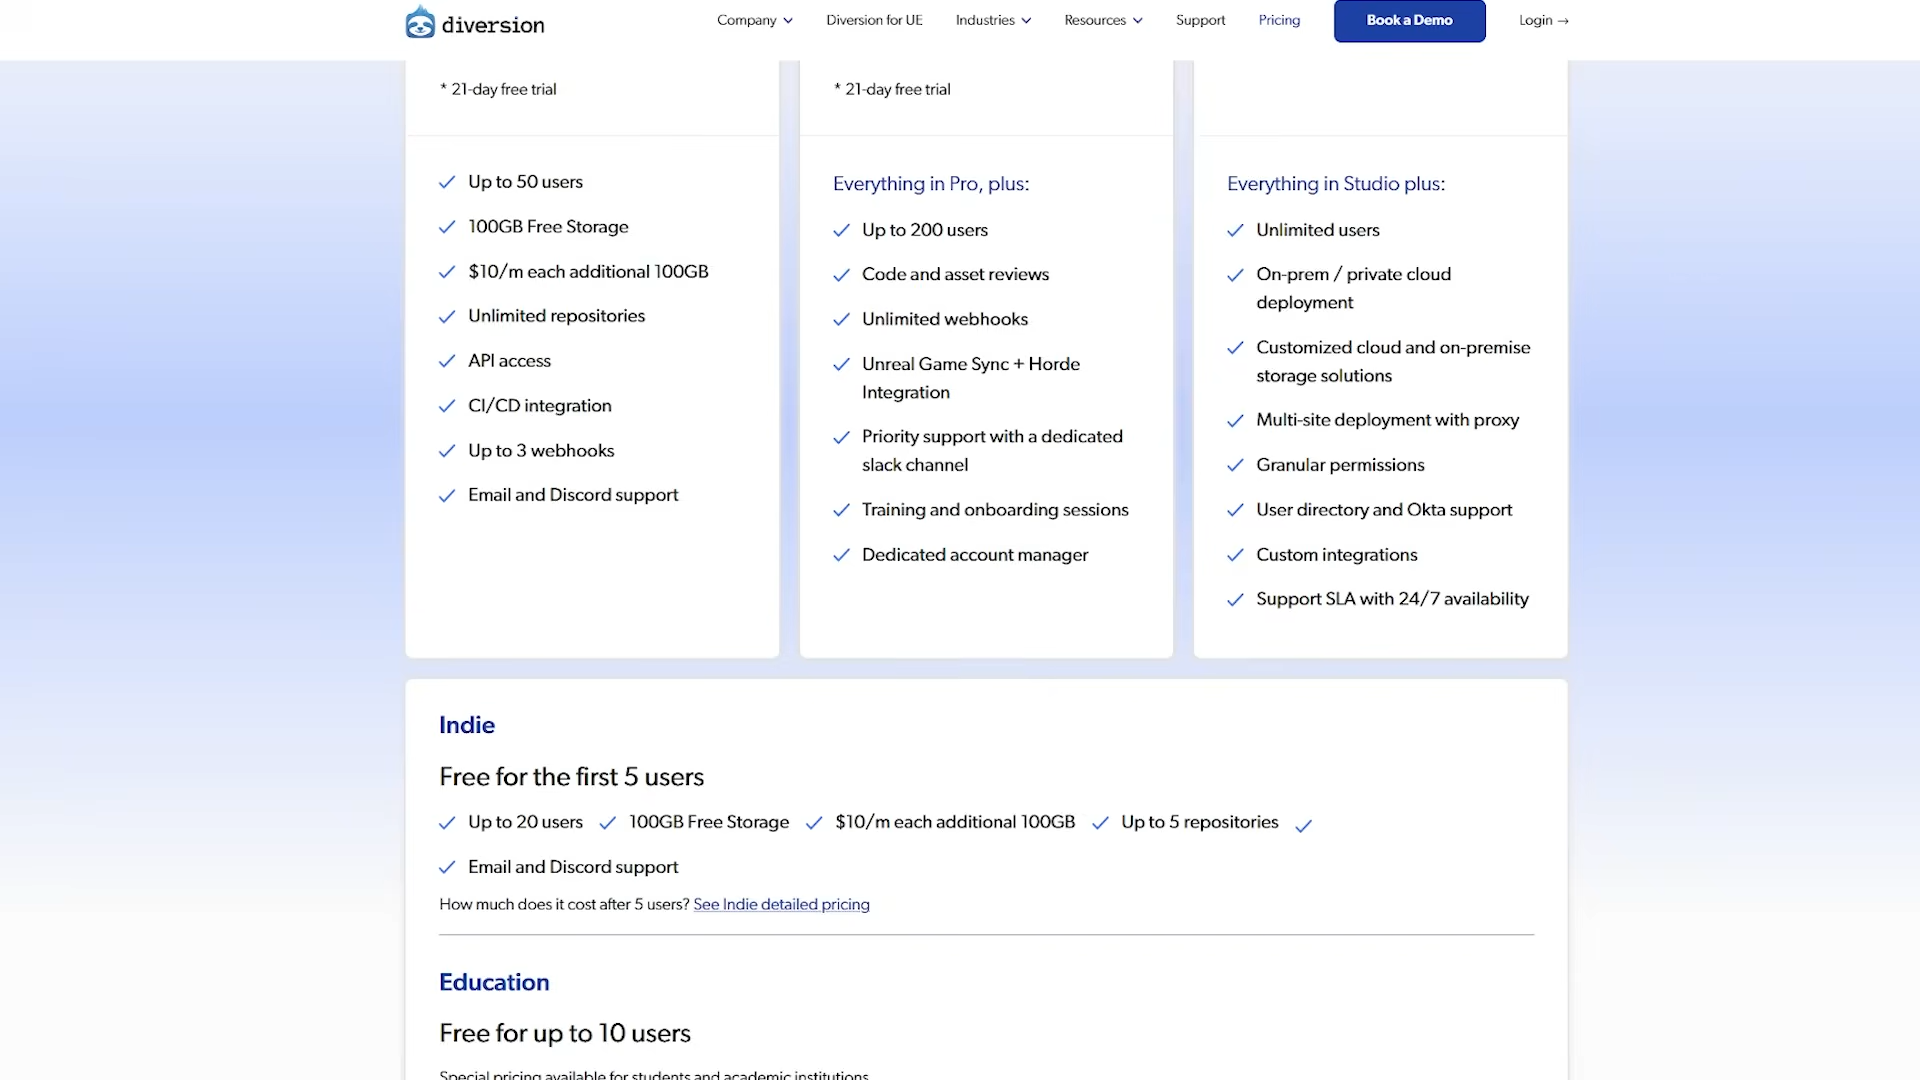 diversion
Company
Diversion for UE
Industries
Resources
Support
Pricing
Book a Demo
Login →
* 21-day free trial
Up to 50 users
100GB Free Storage
$10/m each additional 100GB
Unlimited repositories
API access
CI/CD integration
Up to 3 webhooks
Email and Discord support
* 21-day free trial
Everything in Pro, plus:
Up to 200 users
Code and asset reviews
Unlimited webhooks
Unreal Game Sync + Horde
Integration
Priority support with a dedicated
slack channel
Training and onboarding sessions
Dedicated account manager
Everything in Studio plus:
Unlimited users
On-prem / private cloud
deployment
Customized cloud and on-premise
storage solutions
Multi-site deployment with proxy
Granular permissions
User directory and Okta support
Custom integrations
Support SLA with 24/7 availability
Indie
Free for the first 5 users
Up to 20 users
100GB Free Storage
$10/m each additional 100GB
Up to 5 repositories
Email and Discord support
How much does it cost after 5 users? See Indie detailed pricing
Education
Free for up to 10 users
Special pricing available for students and academic institutions